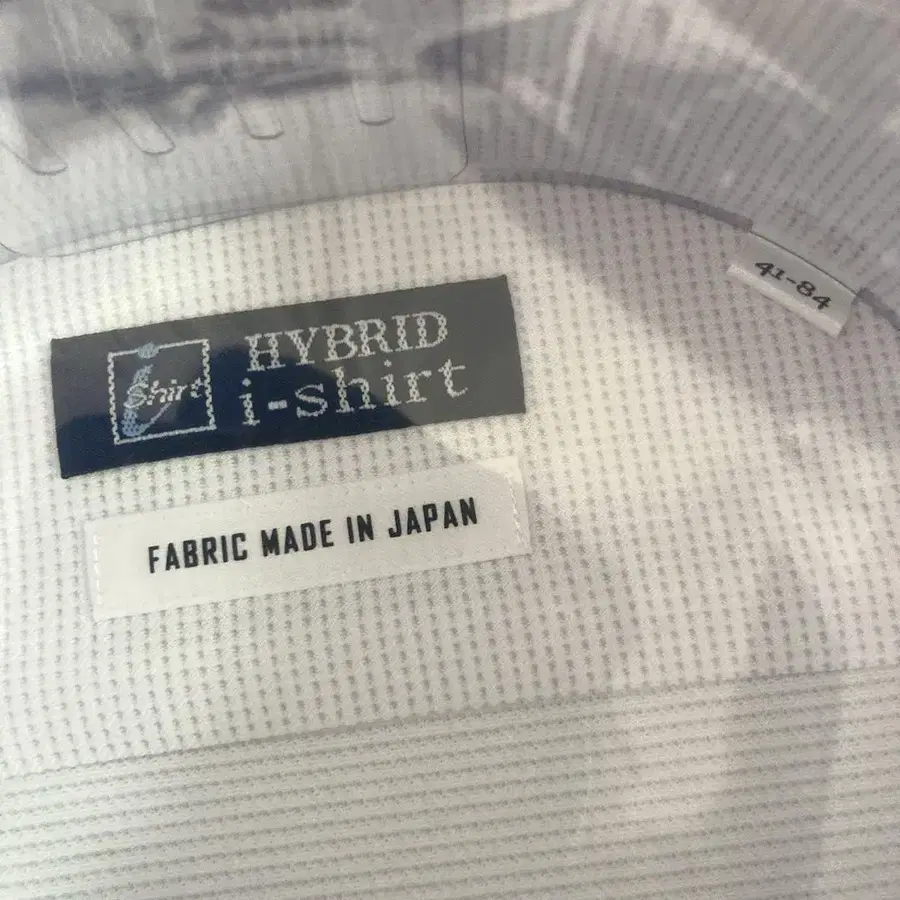 41-84
Shirt
HYBRID
i-shirt
FABRIC MADE IN JAPAN